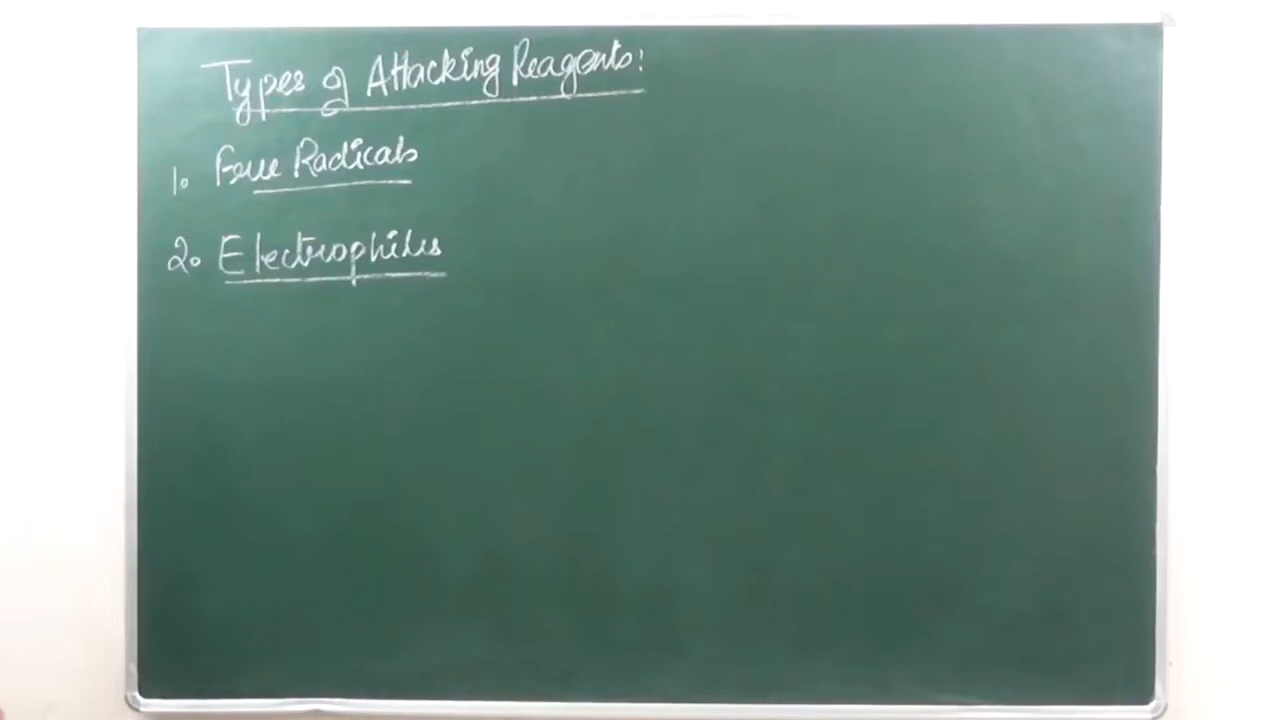 Types of Attacking Reagents:
1. Free Radicals
2. Electrophiles